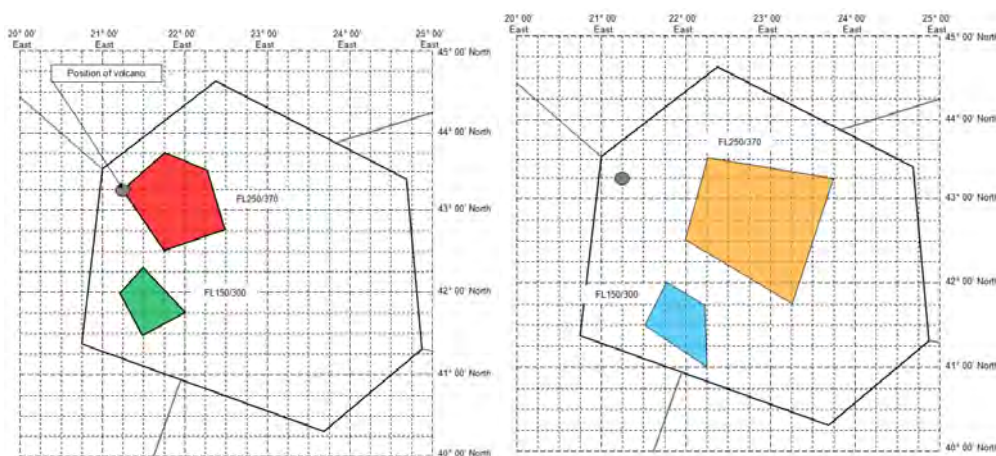 20° 00' East 21° 00' East 22° 00' East 23° 00' East 24° 00' East 25° 00' East
45° 00' North
Position of volcano
44° 00' North
FL250/370
43° 00' North
FL150/300
42° 00' North
41° 00' North
40° 00' North
20° 00' East 21° 00' East 22° 00' East 23° 00' East 24° 00' East 25° 00' East
45° 00' North
44° 00' North
FL250/370
43° 00' North
FL150/300
42° 00' North
41° 00' North
40° 00' North